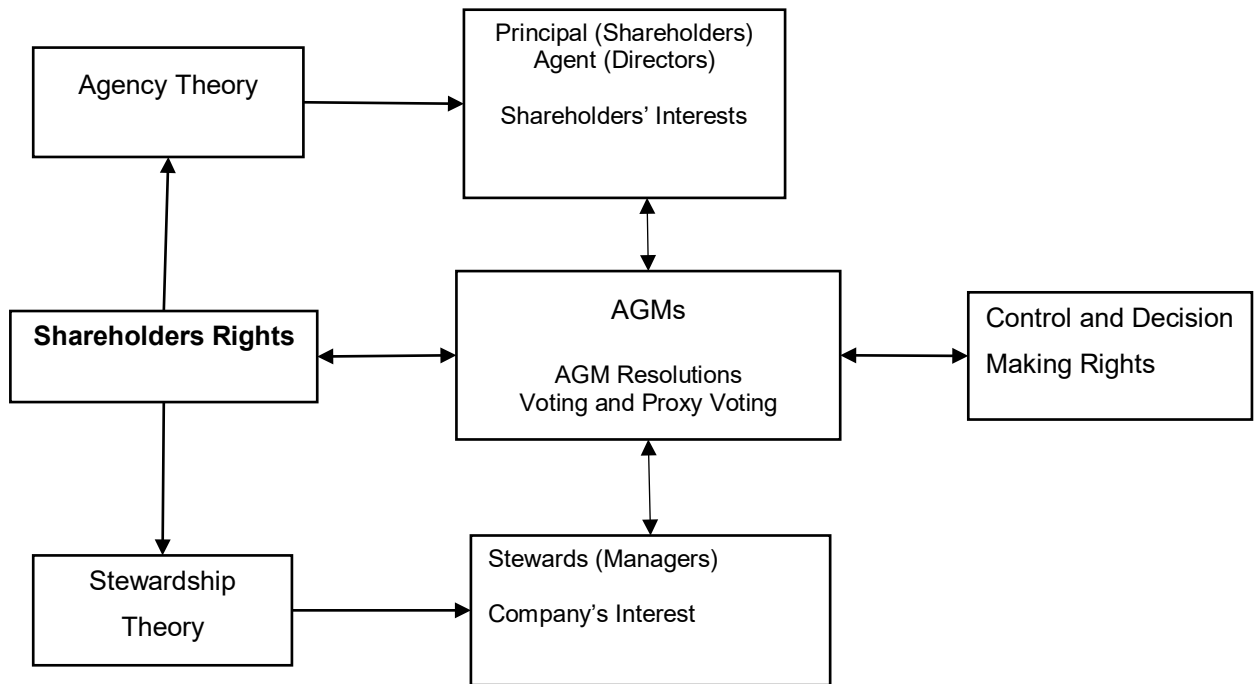 Agency Theory
Principal (Shareholders)
Agent (Directors)
Shareholders’ Interests
Shareholders Rights
AGMs
AGM Resolutions
Voting and Proxy Voting
Control and Decision
Making Rights
Stewardship
Theory
Stewards (Managers)
Company’s Interest